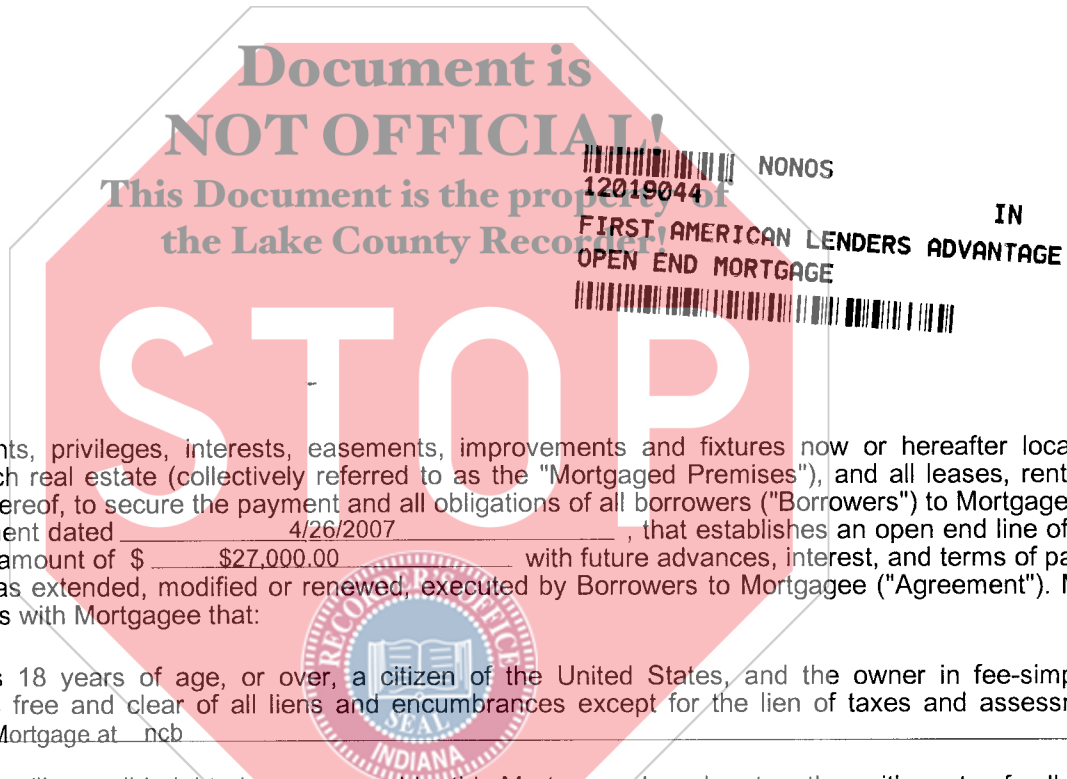 Document is
NOT OFFICIAL!
This Document is the property of
the Lake County Recorder!
NONOS
12019044
IN
FIRST AMERICAN LENDERS ADVANTAGE
OPEN END MORTGAGE
STOP
nts, privileges, interests, easements, improvements and fixtures now or hereafter loca
ch real estate (collectively referred to as the "Mortgaged Premises"), and all leases, rent
ereof, to secure the payment and all obligations of all borrowers ("Borrowers") to Mortgage
ent dated 4/26/2007 , that establishes an open end line of
amount of $ $27,000.00 with future advances, interest, and terms of pa
as extended, modified or renewed, executed by Borrowers to Mortgagee ("Agreement"). M
s with Mortgagee that:
s 18 years of age, or over, a citizen of the United States, and the owner in fee-simp
free and clear of all liens and encumbrances except for the lien of taxes and assessm
Mortgage at ncb
RECORDER'S OFFICE
SEAL
INDIANA